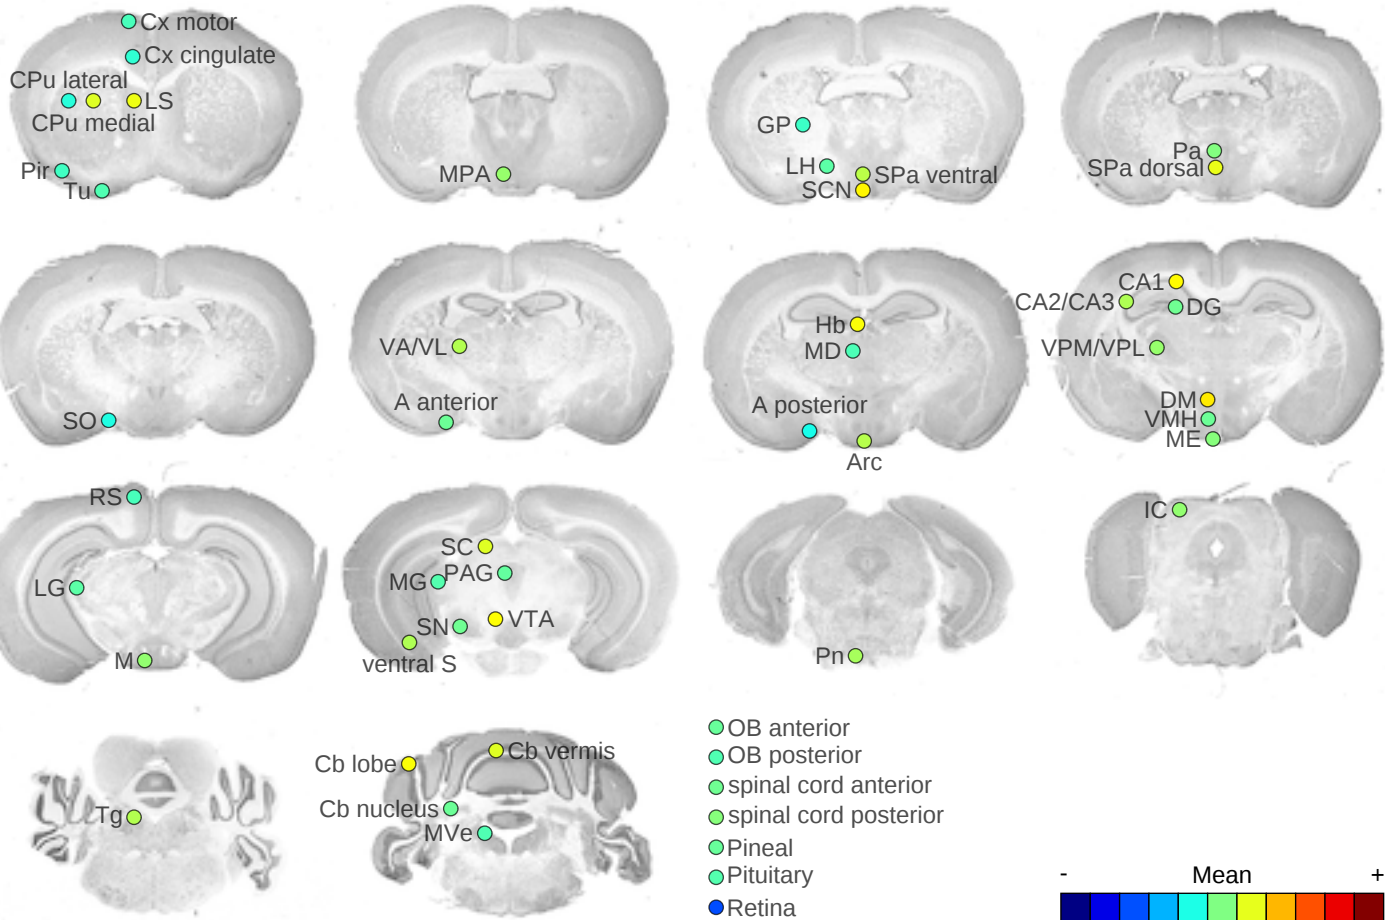 Cx motor
Cx cingulate
CPu lateral
LS
CPu medial
Pir
Tu
MPA
GP
LH
SPa ventral
SCN
Pa
SPa dorsal
SO
VA/VL
A anterior
Hb
MD
A posterior
Arc
CA1
CA2/CA3
DG
VPM/VPL
DM
VMH
ME
RS
LG
M
SC
MG
PAG
SN
VTA
ventral S
Pn
IC
Tg
Cb lobe
Cb vermis
Cb nucleus
MVe
OB anterior
OB posterior
spinal cord anterior
spinal cord posterior
Pineal
Pituitary
Retina
- Mean +